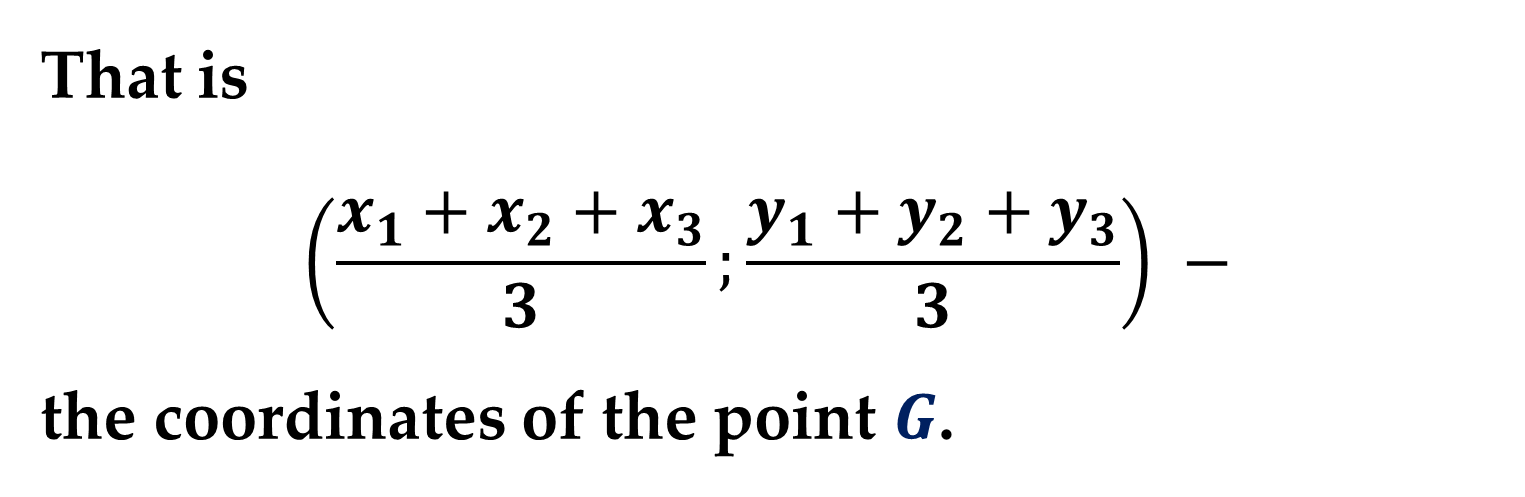 That is
(x₁ + x₂ + x₃ / 3 ; y₁ + y₂ + y₃ / 3) −
the coordinates of the point G.